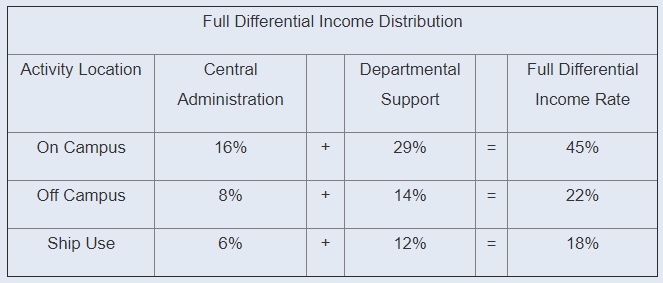 Full Differential Income Distribution
Activity Location Central Administration Departmental Support Full Differential Income Rate
On Campus 16% + 29% = 45%
Off Campus 8% + 14% = 22%
Ship Use 6% + 12% = 18%